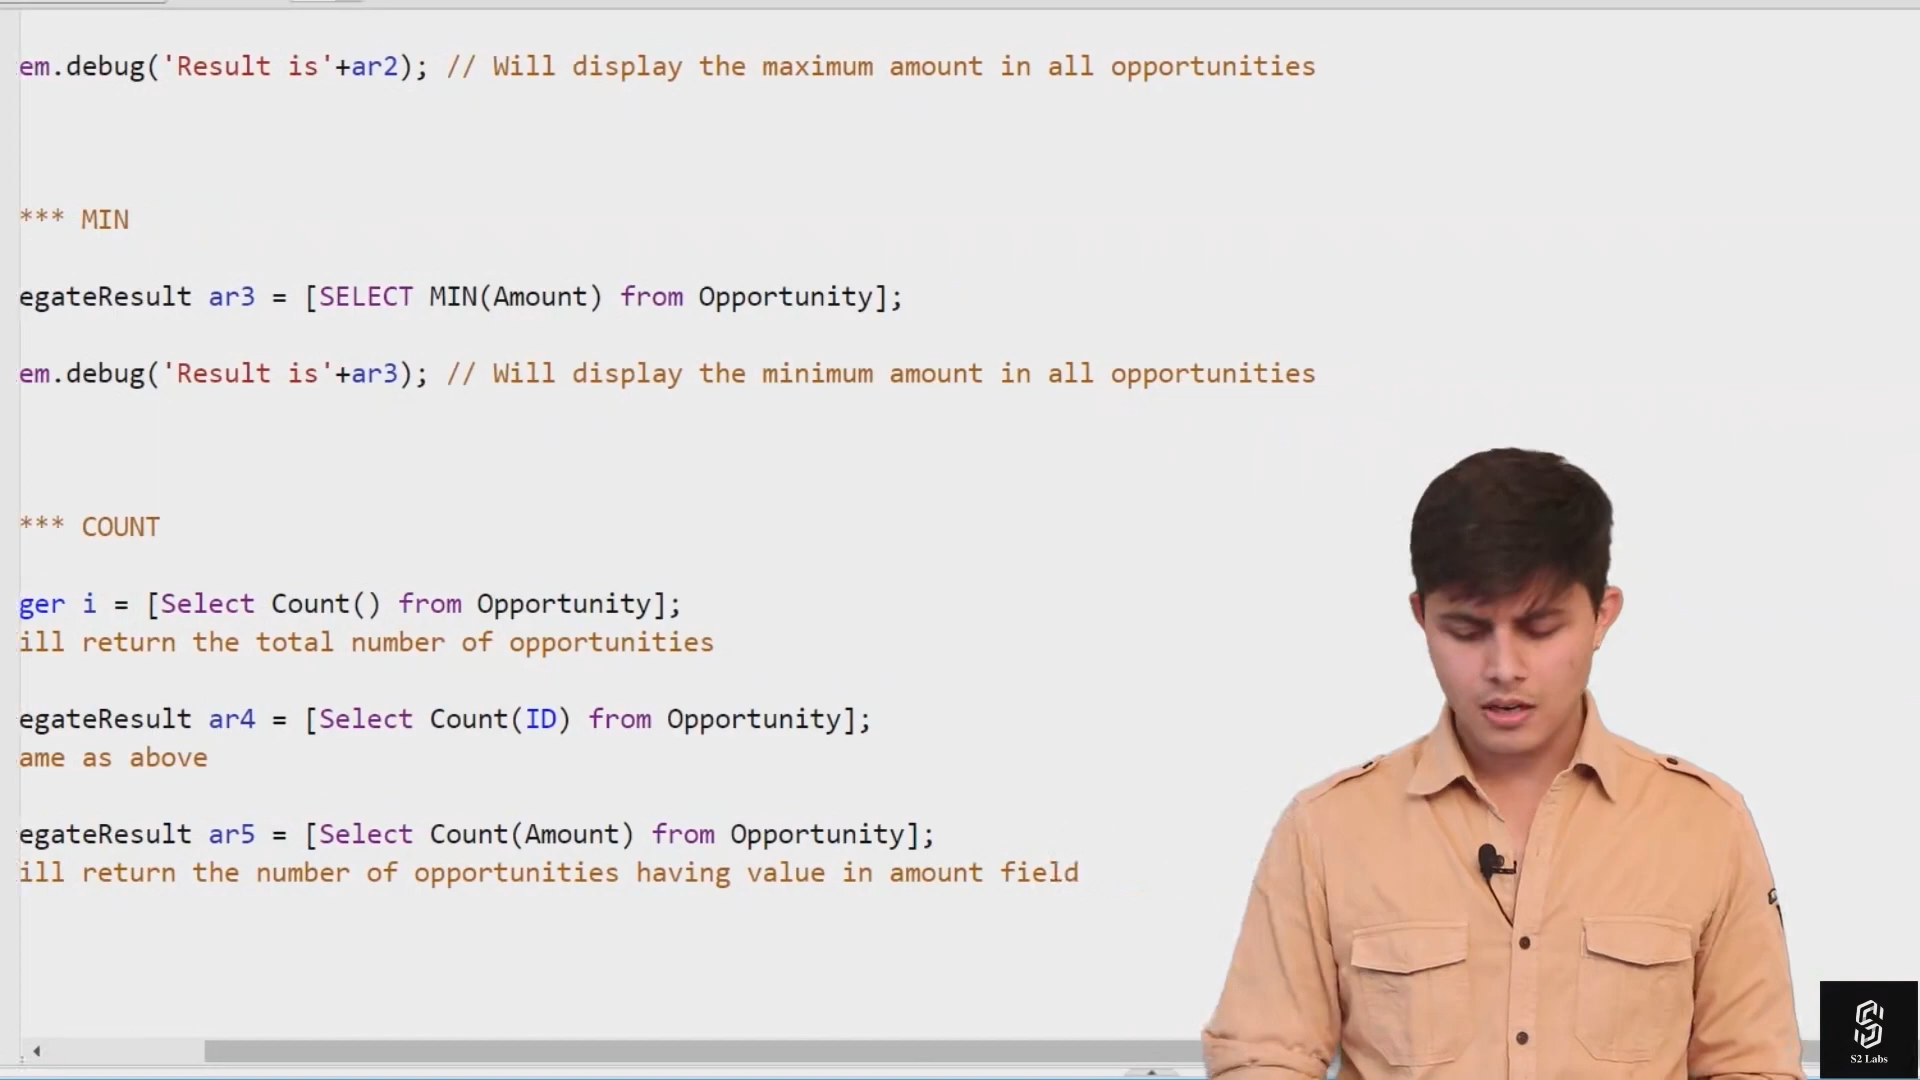 em.debug('Result is'+ar2); // Will display the maximum amount in all opportunities
*** MIN
egateResult ar3 = [SELECT MIN(Amount) from Opportunity];
em.debug('Result is'+ar3); // Will display the minimum amount in all opportunities
*** COUNT
ger i = [Select Count() from Opportunity];
ill return the total number of opportunities
egateResult ar4 = [Select Count(ID) from Opportunity];
ame as above
egateResult ar5 = [Select Count(Amount) from Opportunity];
ill return the number of opportunities having value in amount field
S2 Labs